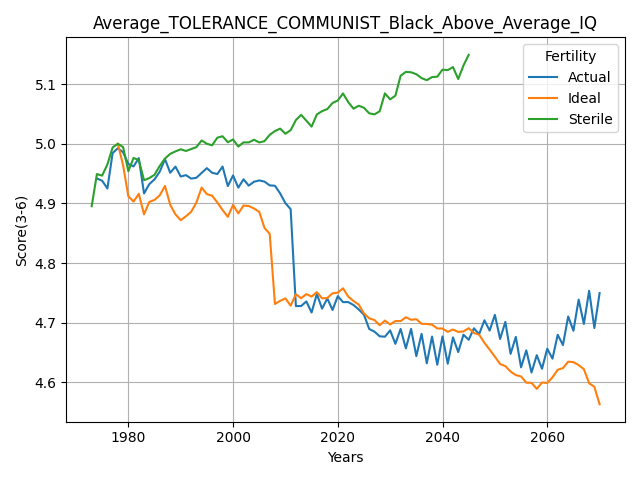 Average_TOLERANCE_COMMUNIST_Black_Above_Average_IQ
Fertility
Actual
Ideal
Sterile
Score(3-6)
5.1
5.0
4.9
4.8
4.7
4.6
1980 2000 2020 2040 2060
Years